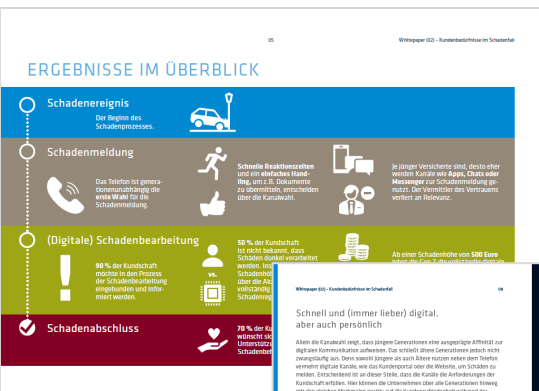 05
Whitepaper (02) – Kundenbedürfnisse im Schadenfall
ERGEBNISSE IM ÜBERBLICK
Schadenereignis
Der Beginn des
Schadenprozesses.
Schadenmeldung
Das Telefon ist genera-
tionenunabhängig die
erste Wahl für die
Schadenmeldung.
Schnelle Reaktionszeiten
und ein einfaches Hand-
ling, um z.B. Dokumente
zu übermitteln, entscheiden
über die Kanalwahl.
Je jünger Versicherte sind, desto eher
werden Kanäle wie Apps, Chats oder
Messenger zur Schadenmeldung ge-
nutzt. Der Vermittler des Vertrauens
verliert an Relevanz.
(Digitale) Schadenbearbeitung
90 % der Kundschaft
möchte in den Prozess
der Schadenbearbeitung
eingebunden und infor-
miert werden.
vs.
50 % der Kundschaft
ist nicht bekannt, dass
Schäden dunkel verarbeitet
werden.
über die
vollständig
Ab einer Schadenhöhe von 500 Euro
Schadenabschluss
70 % der
wünscht
Whitepaper (02) – Kundenbedürfnisse im Schadenfall
Schnell und (immer lieber) digital,
aber auch persönlich
Allein die Kanalwahl zeigt, dass jüngere Generationen eine ausgeprägte Affinität zur
digitalen Kommunikation aufweisen. Das schließt ältere Generationen jedoch nicht
zwangsläufig aus. Denn sowohl jüngere als auch Ältere nutzen neben dem Telefon
vermehrt digitale Kanäle, wie das Kundenportal oder die Website, um Schäden zu
melden. Entscheidend ist an dieser Stelle, dass die Kanäle die Anforderungen der
Kundschaft erfüllen. Hier können die Unternehmen über alle Generationen hinweg